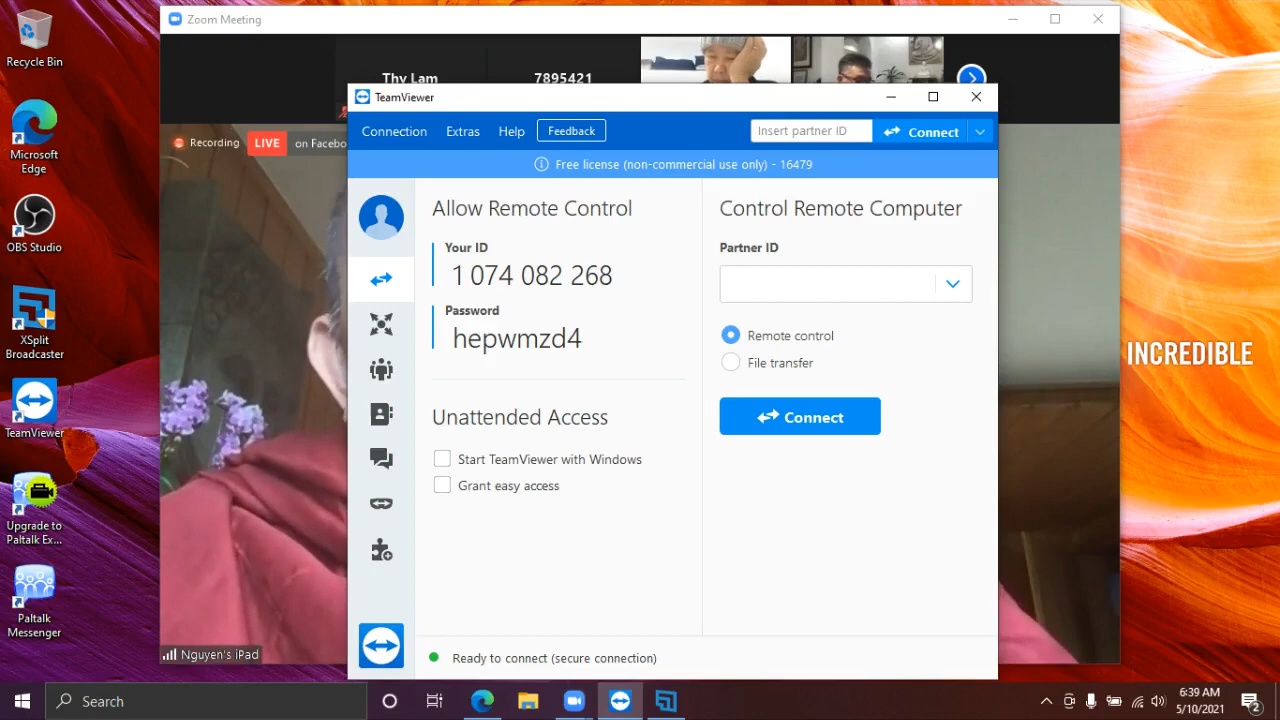 Zoom Meeting
Recycle Bin
Thy Lam
7895421
TeamViewer
Connection Extras Help Feedback
Insert partner ID
Connect
Recording LIVE on Facebo
Free license (non-commercial use only) - 16479
Microsoft
Edge
Allow Remote Control
Your ID
1 074 082 268
Password
hepwmzd4
Unattended Access
Start TeamViewer with Windows
Grant easy access
Control Remote Computer
Partner ID
Remote control
File transfer
Connect
INCREDIBLE
OBS Studio
XSplit
Broadcaster
TeamViewer
Upgrade to
Paltalk Ex...
Paltalk
Messenger
Nguyen's iPad
Ready to connect (secure connection)
Search
6:39 AM
5/10/2021
2